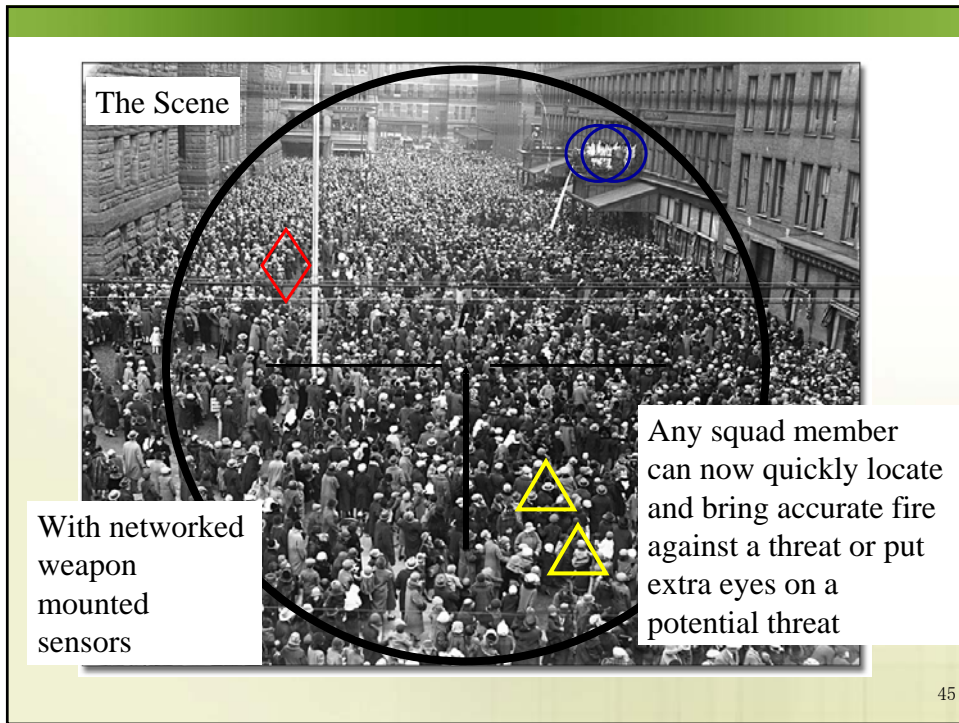 The Scene
With networked
weapon
mounted
sensors
Any squad member
can now quickly locate
and bring accurate fire
against a threat or put
extra eyes on a
potential threat
45